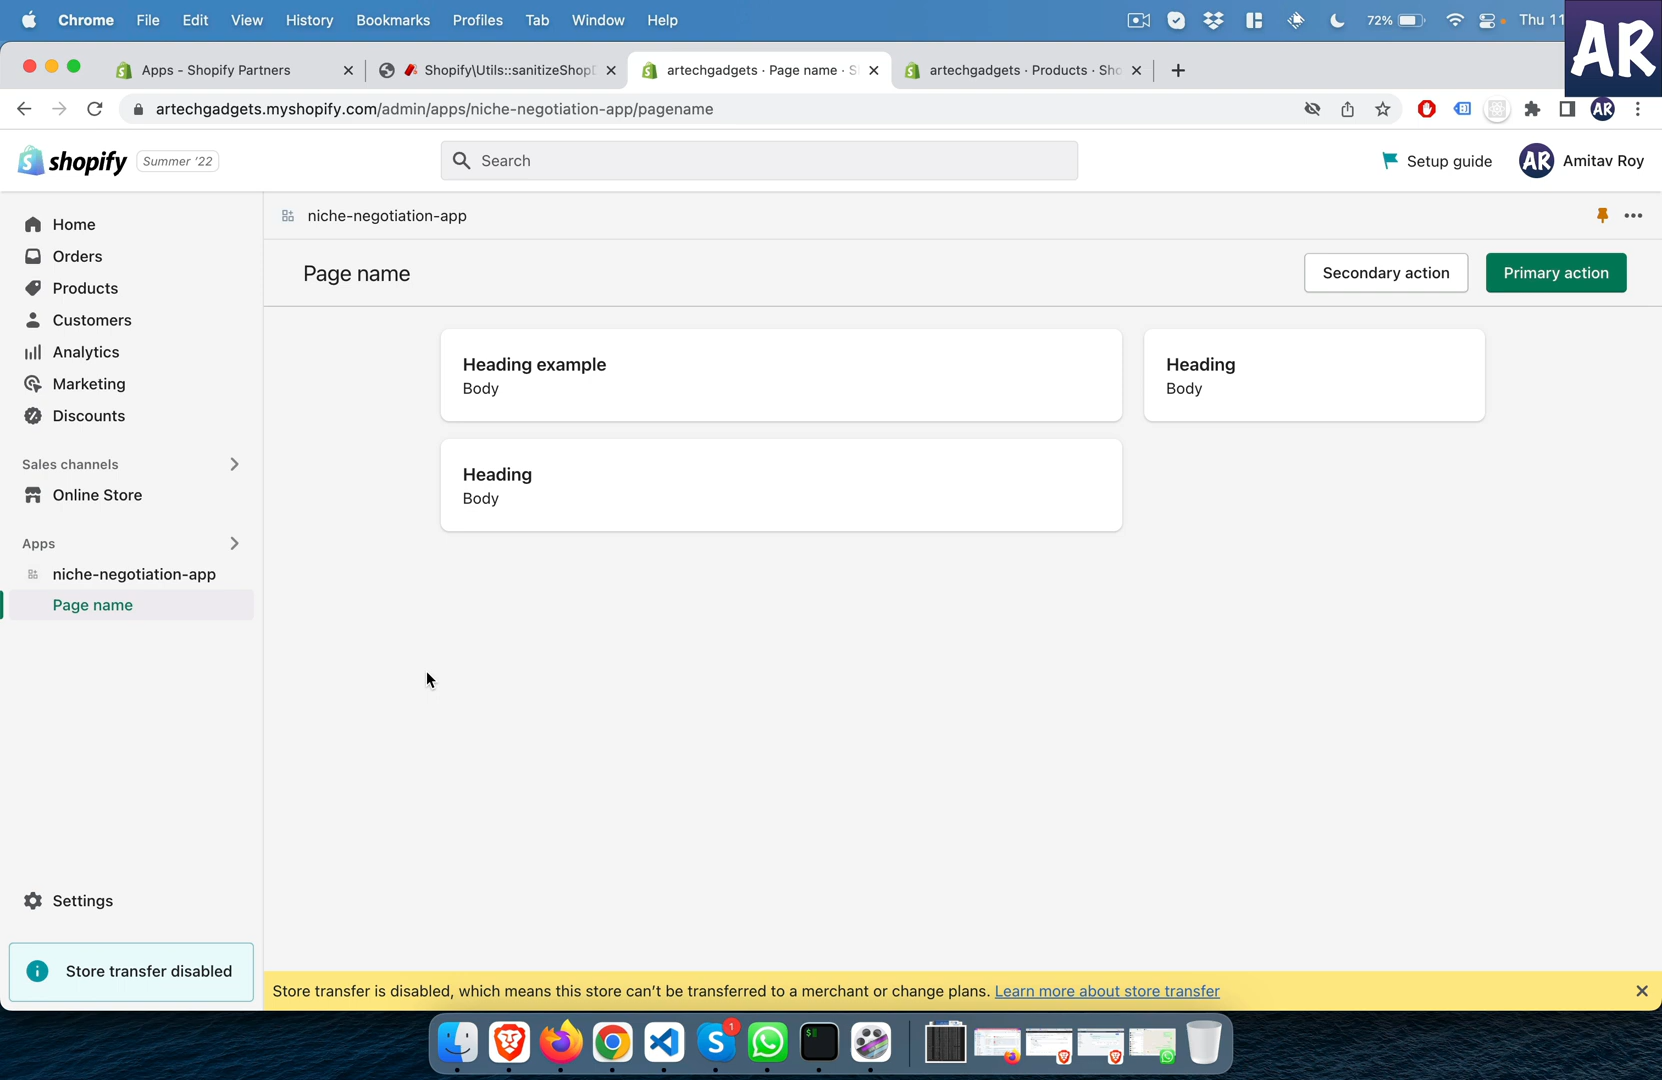 Chrome File Edit View History Bookmarks Profiles Tab Window Help 72% Thu 11
AR
Apps - Shopify Partners
Shopify\Utils::sanitizeShop
artechgadgets · Page name · S
artechgadgets · Products · Sho
artechgadgets.myshopify.com/admin/apps/niche-negotiation-app/pagename
AR
shopify Summer '22
Search
Setup guide
AR Amitav Roy
Home
Orders
Products
Customers
Analytics
Marketing
Discounts
Sales channels
Online Store
Apps
niche-negotiation-app
Page name
Settings
Store transfer disabled
niche-negotiation-app
Page name
Secondary action
Primary action
Heading example
Body
Heading
Body
Heading
Body
Store transfer is disabled, which means this store can't be transferred to a merchant or change plans. Learn more about store transfer
1